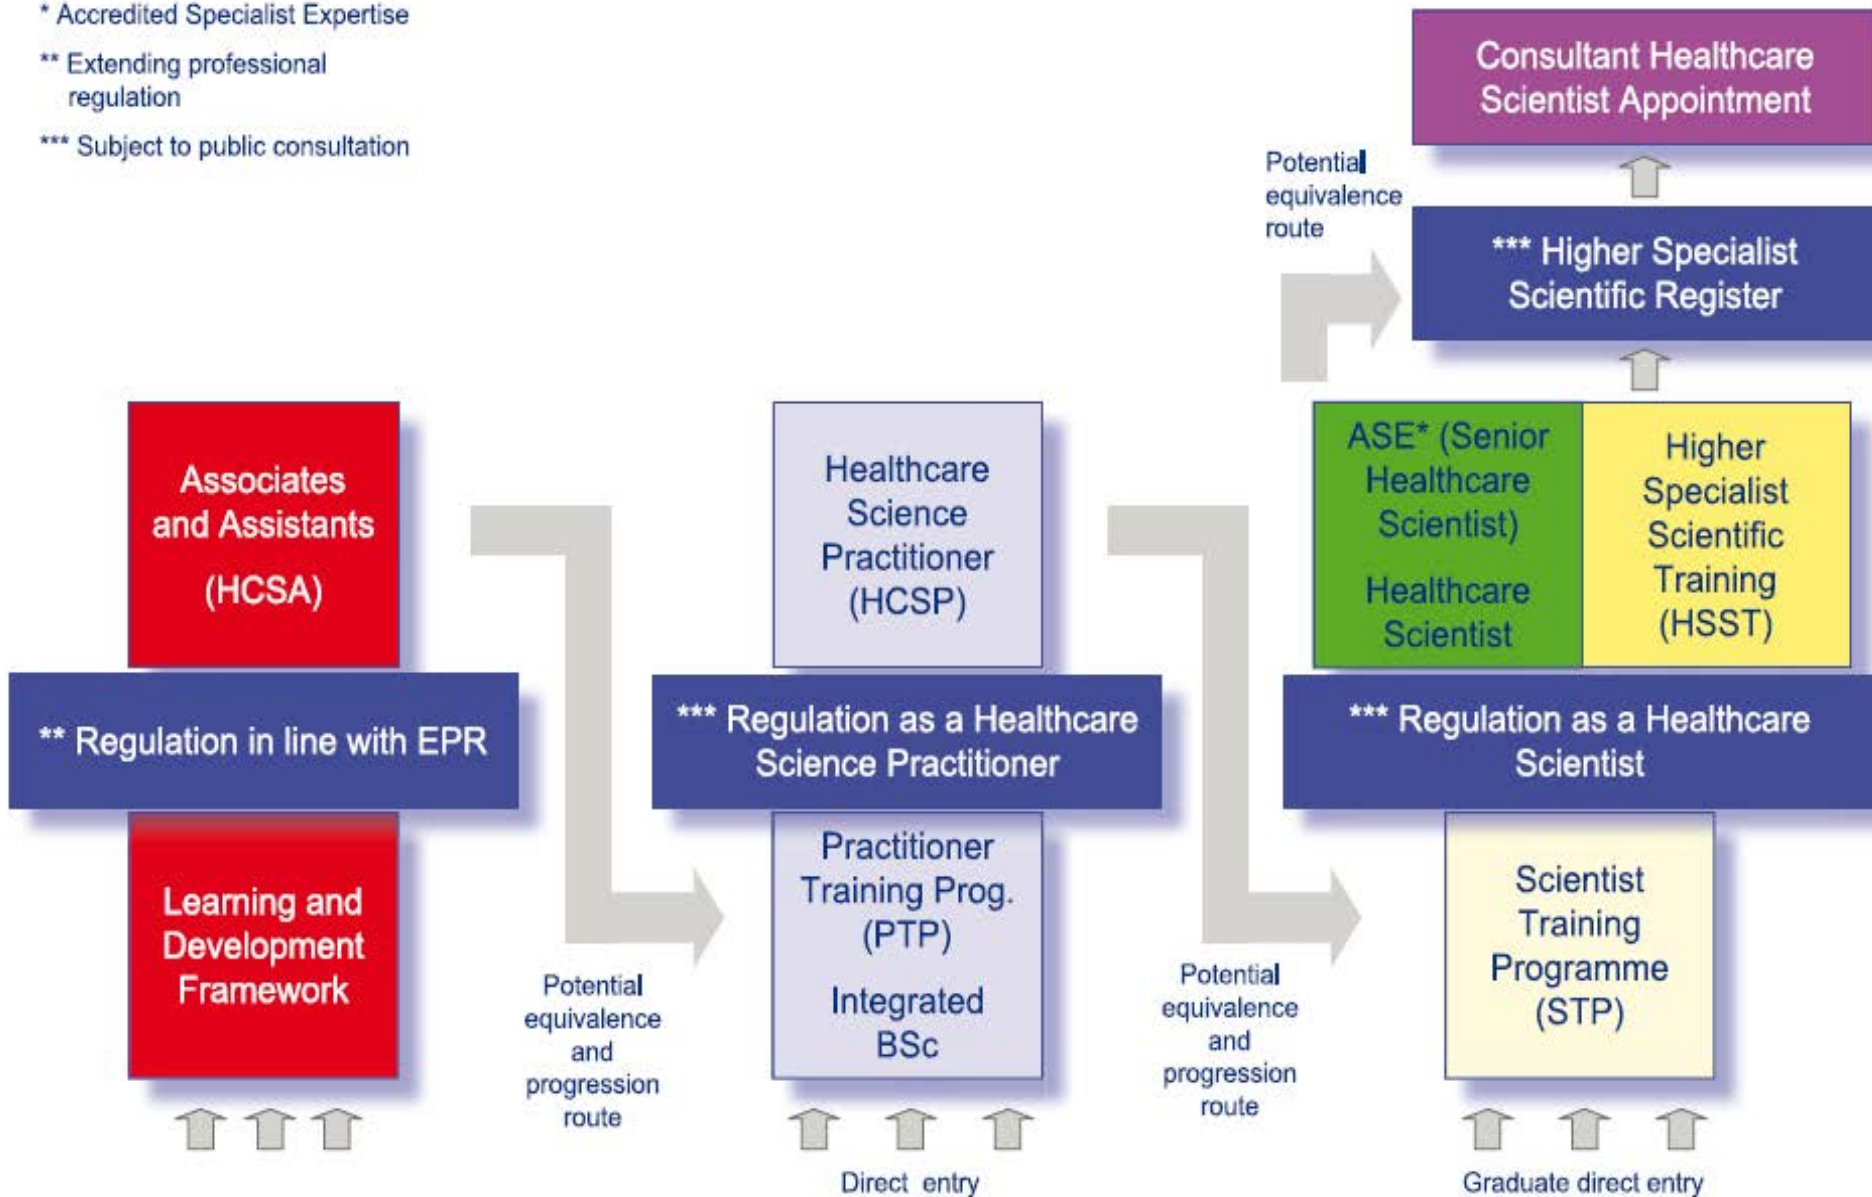 * Accredited Specialist Expertise
** Extending professional
regulation
*** Subject to public consultation
Consultant Healthcare
Scientist Appointment
Potential
equivalence
route
*** Higher Specialist
Scientific Register
Associates
and Assistants
(HCSA)
** Regulation in line with EPR
Learning and
Development
Framework
Potential
equivalence
and
progression
route
Healthcare
Science
Practitioner
(HCSP)
*** Regulation as a Healthcare
Science Practitioner
Practitioner
Training Prog.
(PTP)
Integrated
BSc
Direct entry
Potential
equivalence
and
progression
route
ASE* (Senior
Healthcare
Scientist)
Healthcare
Scientist
Higher
Specialist
Scientific
Training
(HSST)
*** Regulation as a Healthcare
Scientist
Scientist
Training
Programme
(STP)
Graduate direct entry